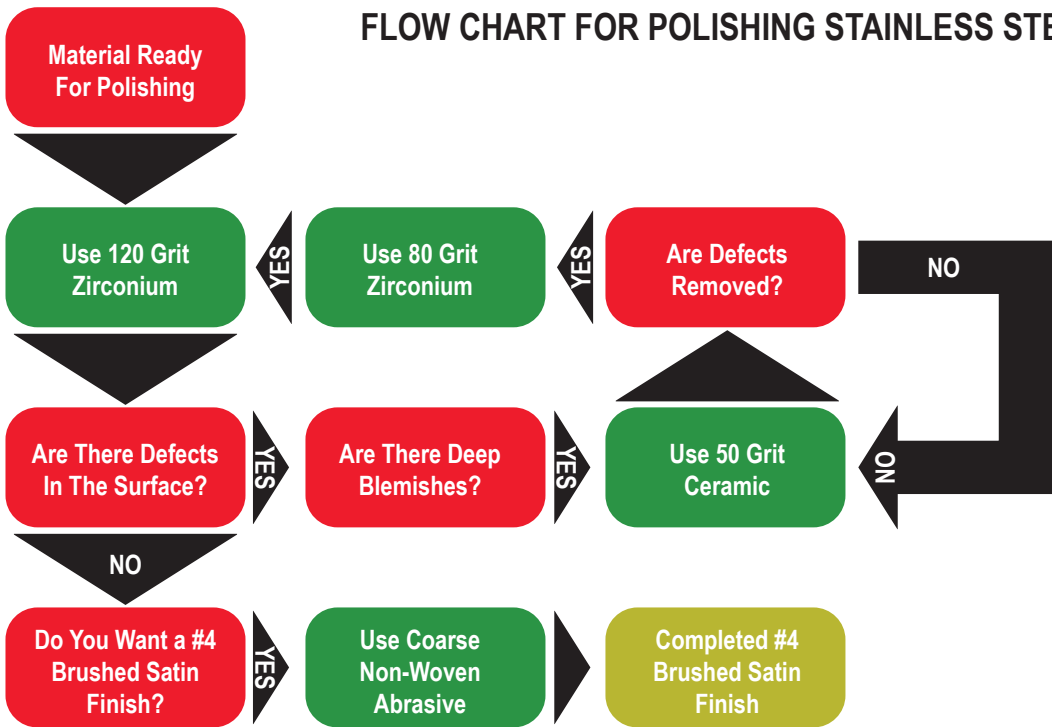 FLOW CHART FOR POLISHING STAINLESS STE
Material Ready
For Polishing
Use 120 Grit
Zirconium
YES
Use 80 Grit
Zirconium
YES
Are Defects
Removed?
NO
Are There Defects
In The Surface?
YES
Are There Deep
Blemishes?
YES
Use 50 Grit
Ceramic
NO
NO
Do You Want a #4
Brushed Satin
Finish?
YES
Use Coarse
Non-Woven
Abrasive
Completed #4
Brushed Satin
Finish